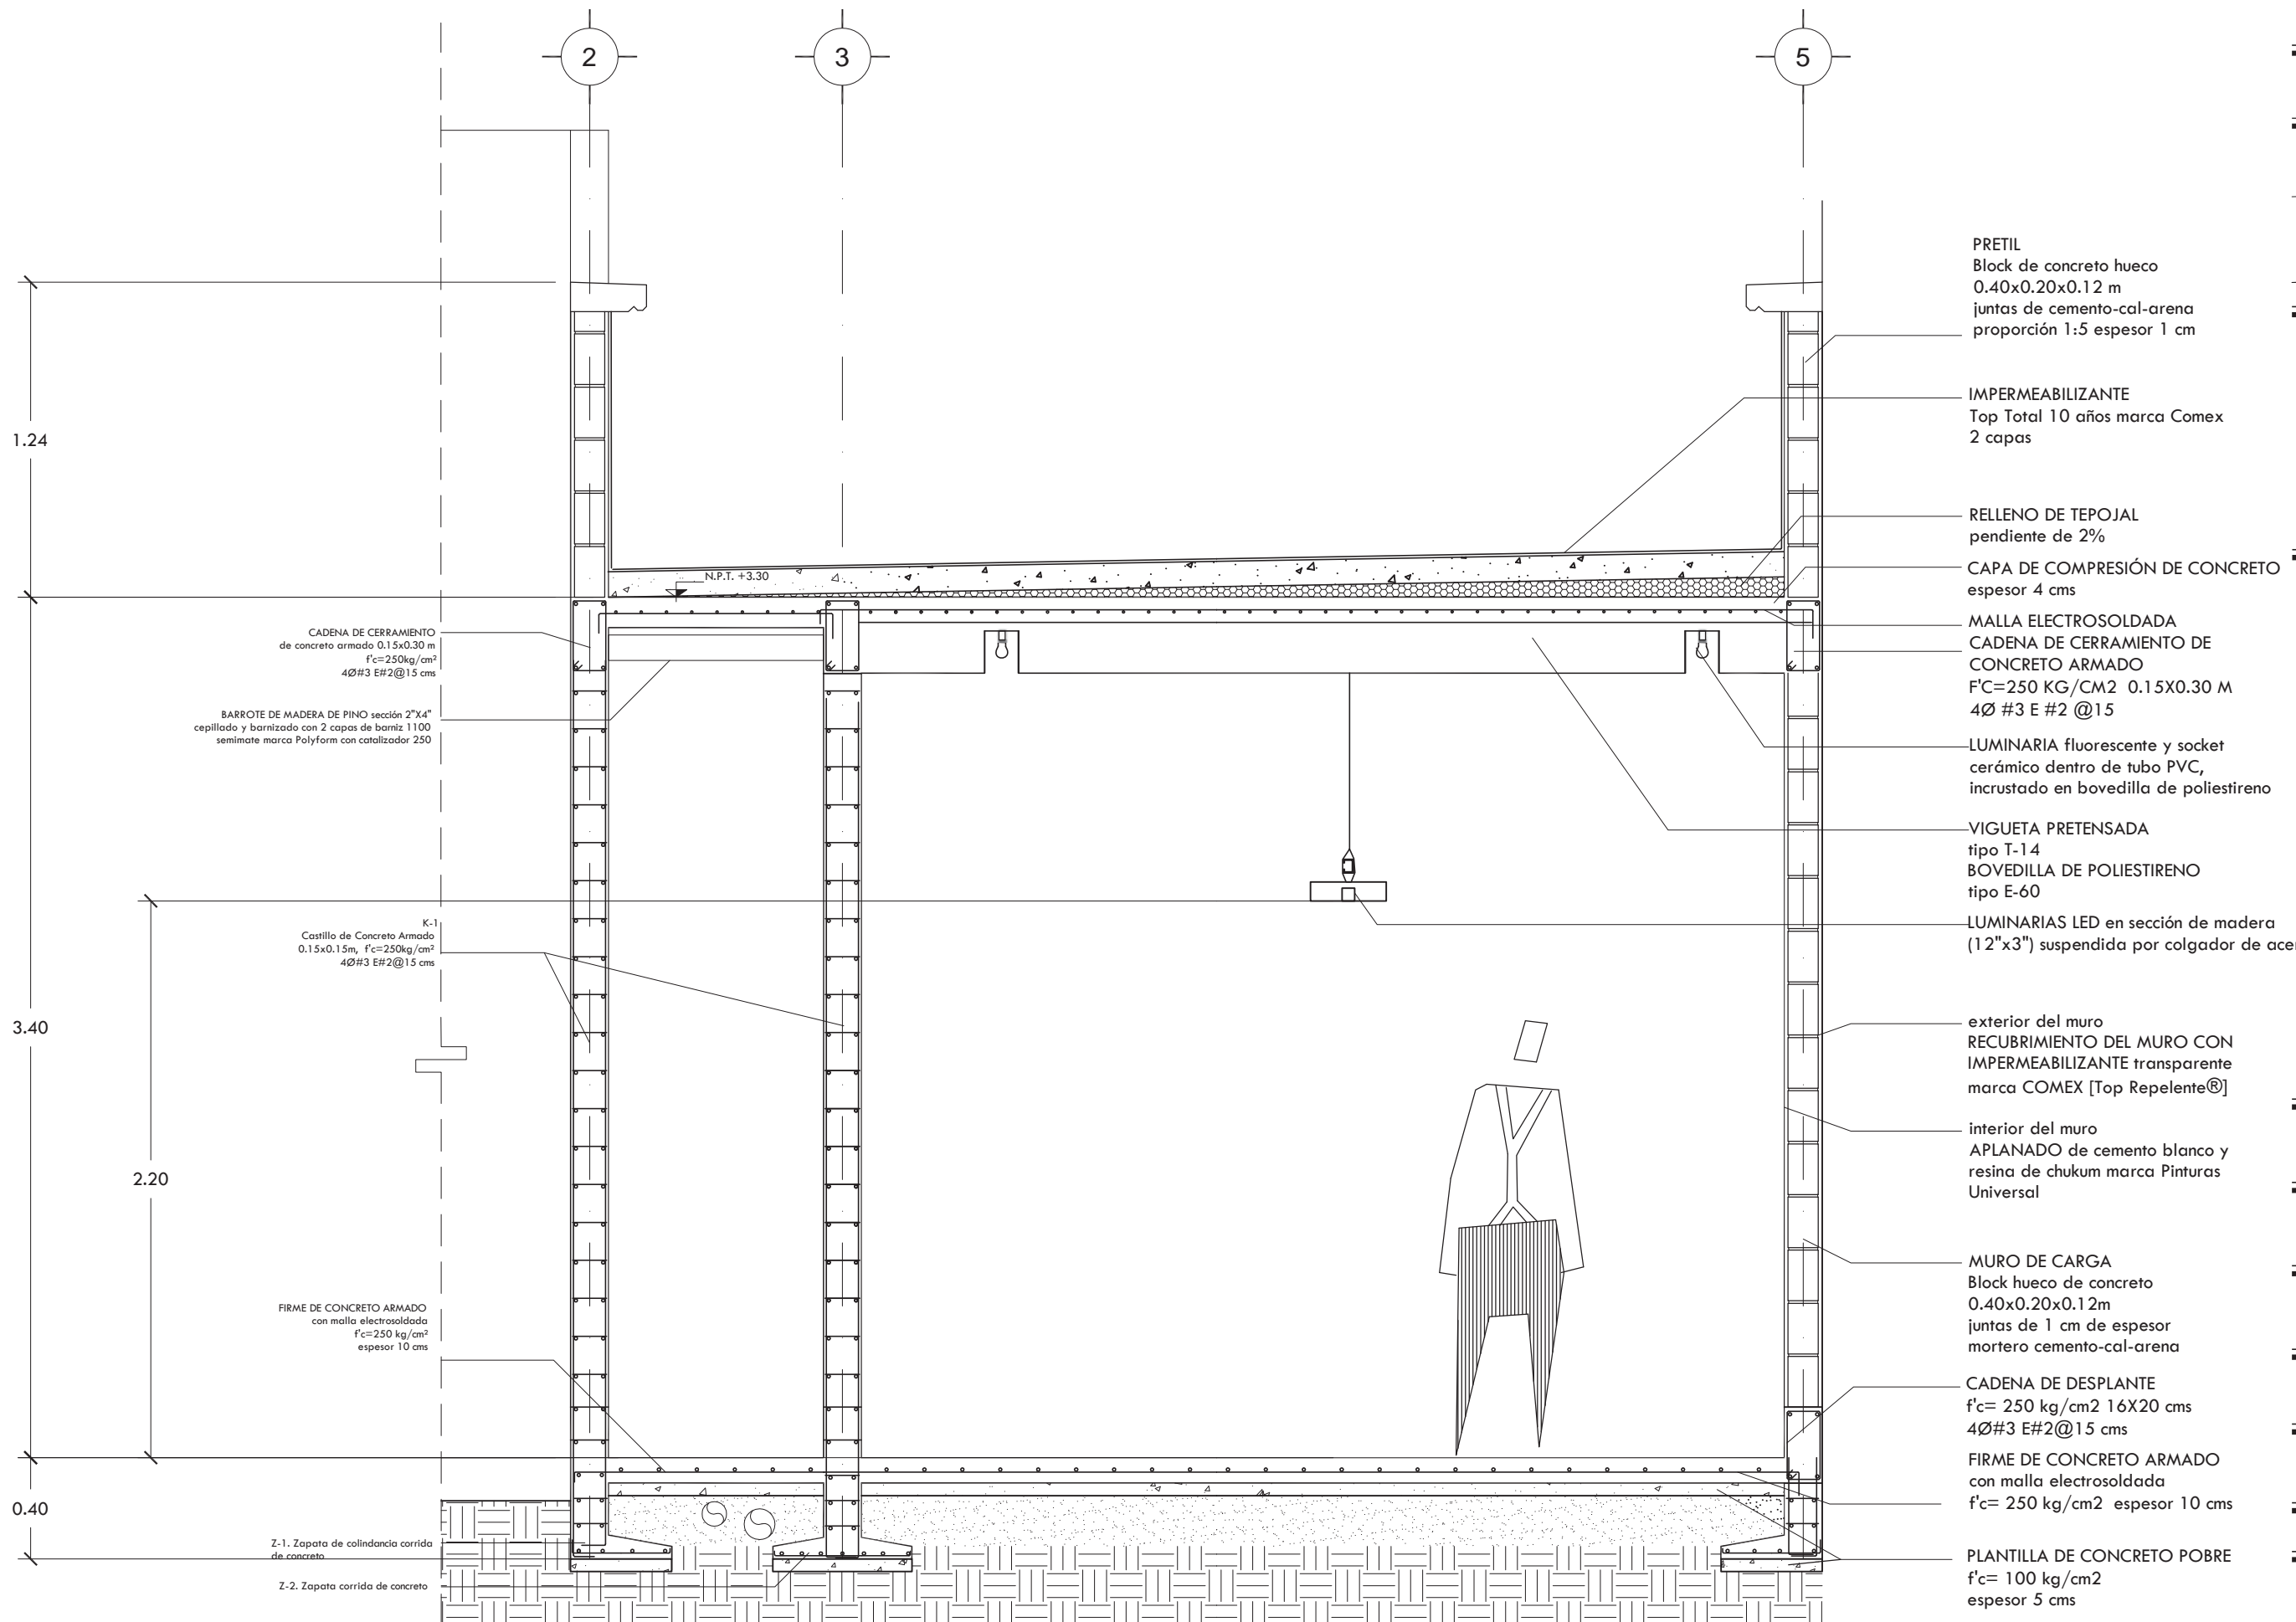 2
3
5
1.24
3.40
2.20
0.40
N.P.T. +3.30
CADENA DE CERRAMIENTO
de concreto armado 0.15x0.30 m
f'c=250kg/cm²
4Ø#3 E#2@15 cms
BARROTE DE MADERA DE PINO sección 2"X4"
cepillado y barnizado con 2 capas de barniz 1100
semimate marca Polyform con catalizador 250
K-1
Castillo de Concreto Armado
0.15x0.15m, f'c=250kg/cm²
4Ø#3 E#2@15 cms
FIRME DE CONCRETO ARMADO
con malla electrosoldada
f'c=250 kg/cm²
espesor 10 cms
Z-1. Zapata de colindancia corrida
de concreto
Z-2. Zapata corrida de concreto
PRETIL
Block de concreto hueco
0.40x0.20x0.12 m
juntas de cemento-cal-arena
proporción 1:5 espesor 1 cm
IMPERMEABILIZANTE
Top Total 10 años marca Comex
2 capas
RELLENO DE TEPOJAL
pendiente de 2%
CAPA DE COMPRESIÓN DE CONCRETO
espesor 4 cms
MALLA ELECTROSOLDADA
CADENA DE CERRAMIENTO DE
CONCRETO ARMADO
F'C=250 KG/CM2 0.15X0.30 M
4Ø #3 E #2 @15
LUMINARIA fluorescente y socket
cerámico dentro de tubo PVC,
incrustado en bovedilla de poliestireno
VIGUETA PRETENSADA
tipo T-14
BOVEDILLA DE POLIESTIRENO
tipo E-60
LUMINARIAS LED en sección de madera
(12"x3") suspendida por colgador de acer
exterior del muro
RECUBRIMIENTO DEL MURO CON
IMPERMEABILIZANTE transparente
marca COMEX [Top Repelente®]
interior del muro
APLANADO de cemento blanco y
resina de chukum marca Pinturas
Universal
MURO DE CARGA
Block hueco de concreto
0.40x0.20x0.12m
juntas de 1 cm de espesor
mortero cemento-cal-arena
CADENA DE DESPLANTE
f'c= 250 kg/cm2 16X20 cms
4Ø#3 E#2@15 cms
FIRME DE CONCRETO ARMADO
con malla electrosoldada
f'c= 250 kg/cm2 espesor 10 cms
PLANTILLA DE CONCRETO POBRE
f'c= 100 kg/cm2
espesor 5 cms